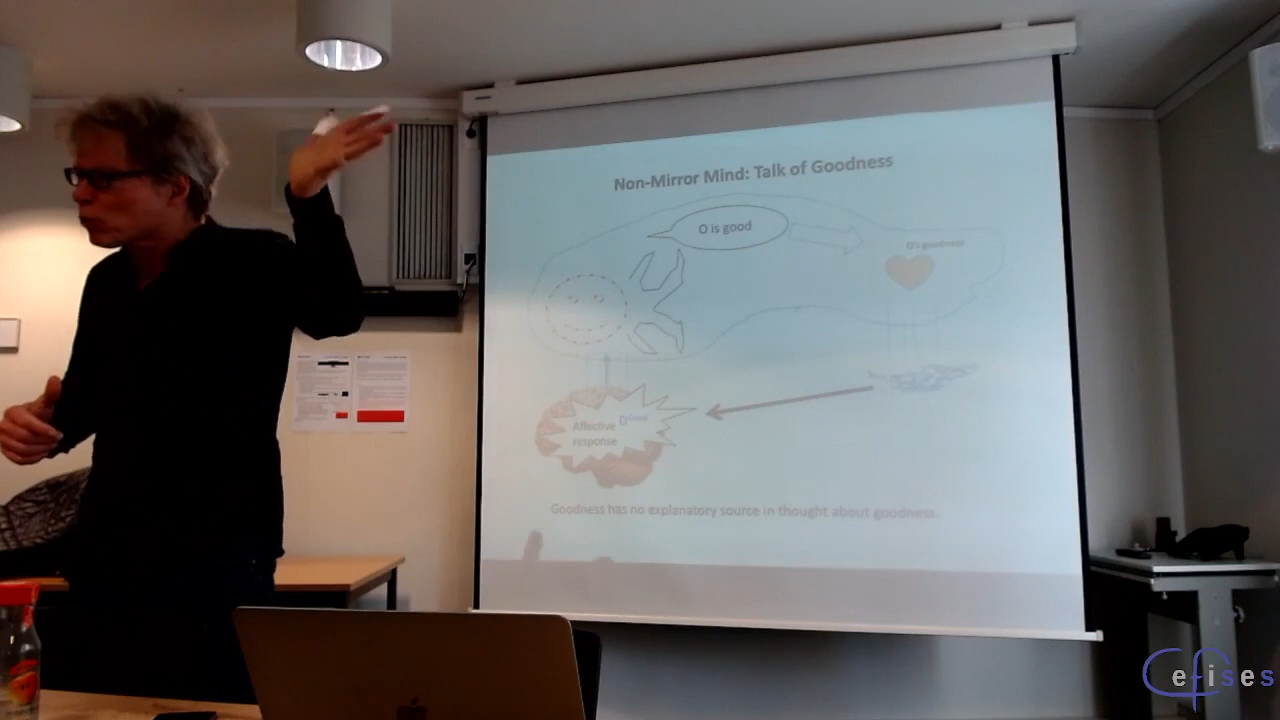 Non-Mirror Mind: Talk of Goodness
O is good
O's goodness
Affective
response
Goodness has no explanatory source in thought about goodness.
Cefises